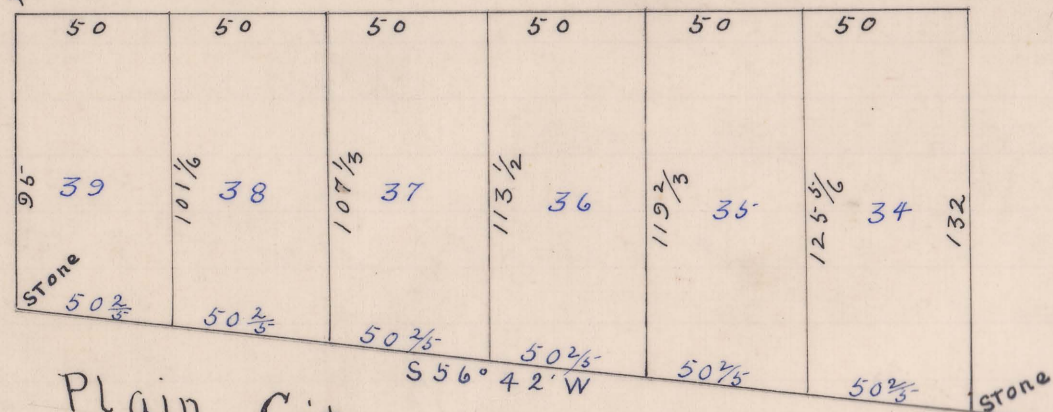 50 50 50 50 50 50
95 39 101 1/6 38 107 1/3 37 113 1/2 36 119 2/3 35 125 5/6 34 132
Stone
50 2/5 50 2/5 50 2/5 50 2/5 50 2/5 50 2/5
S 56° 42' W
Stone
Plain